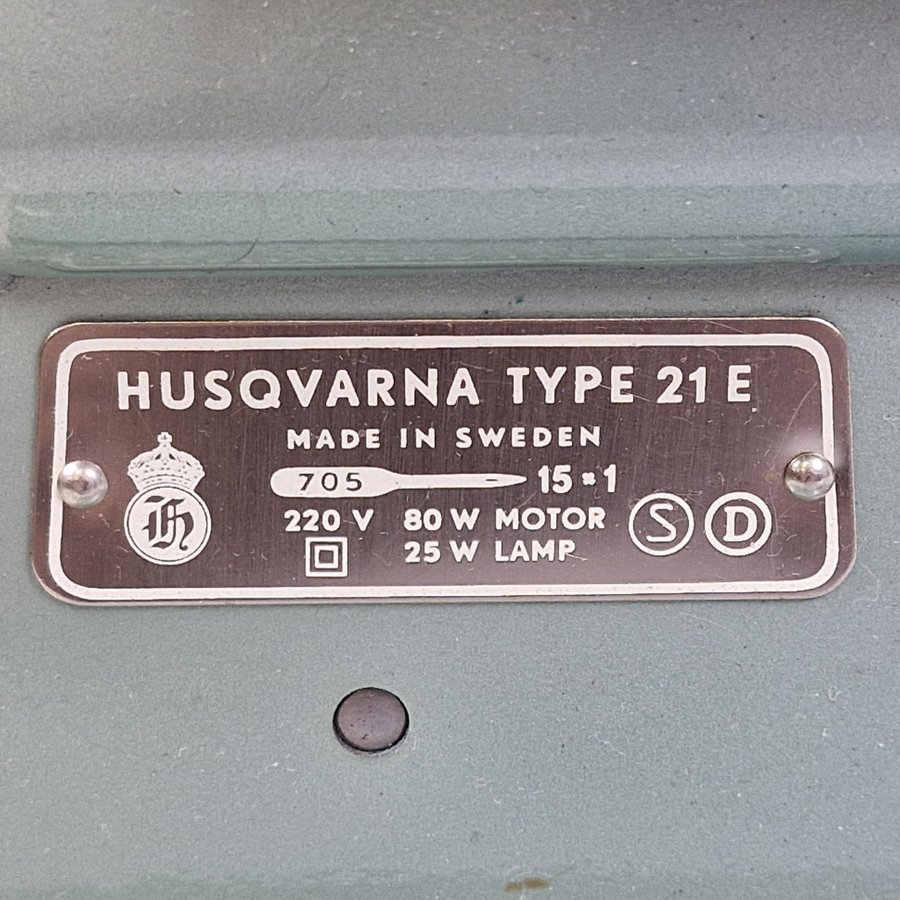 HUSQVARNA TYPE 21 E
MADE IN SWEDEN
705 15×1
220 V 80 W MOTOR
25 W LAMP
H
S D